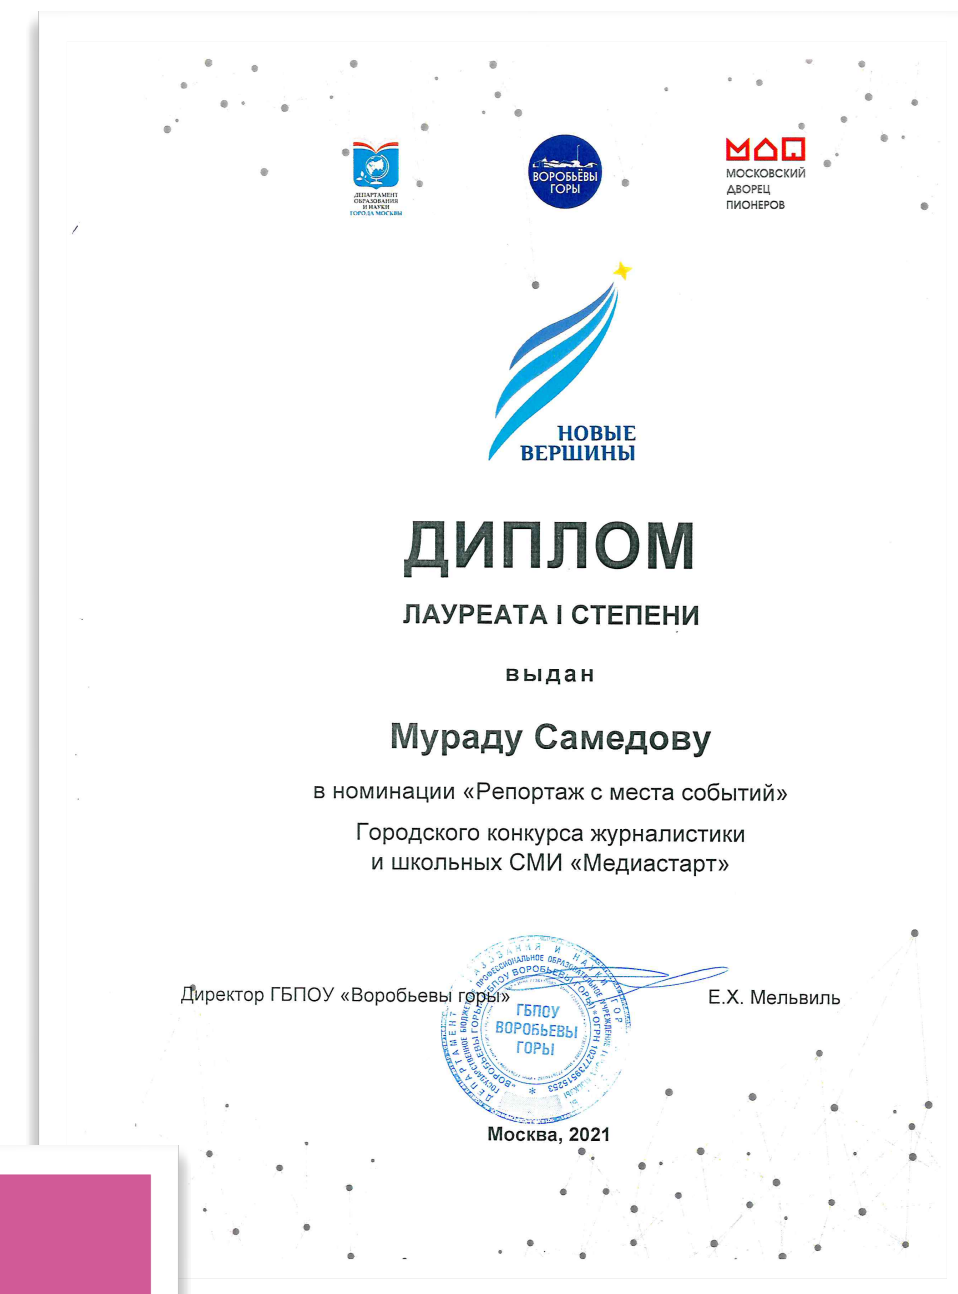 ДЕПАРТАМЕНТ
ОБРАЗОВАНИЯ
И НАУКИ
ГОРОДА МОСКВЫ
ВОРОБЬЁВЫ
ГОРЫ
МДП
МОСКОВСКИЙ
ДВОРЕЦ
ПИОНЕРОВ
НОВЫЕ
ВЕРШИНЫ
ДИПЛОМ
ЛАУРЕАТА I СТЕПЕНИ
выдан
Мураду Самедову
в номинации «Репортаж с места событий»
Городского конкурса журналистики
и школьных СМИ «Медиастарт»
Директор ГБПОУ «Воробьевы горы»
Е.Х. Мельвиль
ГБПОУ
ВОРОБЬЕВЫ
ГОРЫ
Москва, 2021